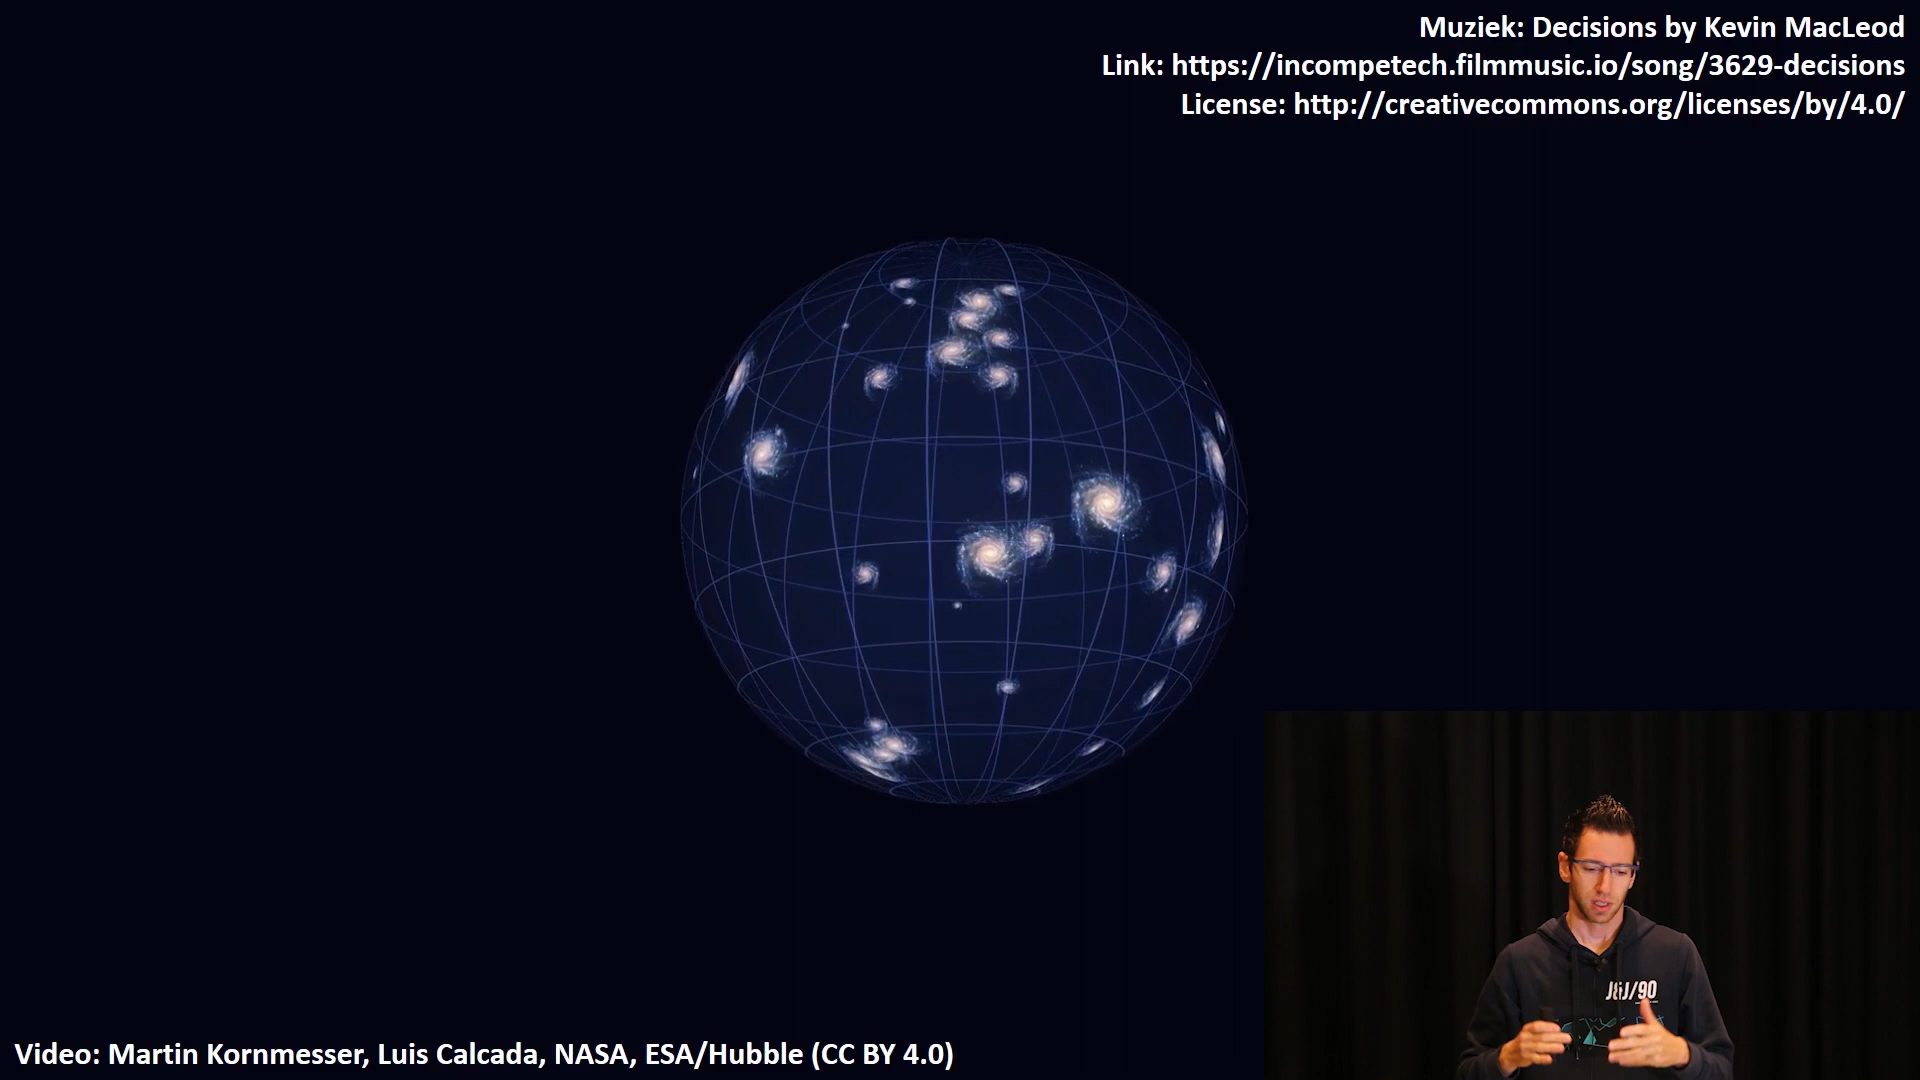 Muziek: Decisions by Kevin MacLeod
Link: https://incompetech.filmmusic.io/song/3629-decisions
License: http://creativecommons.org/licenses/by/4.0/
J&J/90
Video: Martin Kornmesser, Luis Calcada, NASA, ESA/Hubble (CC BY 4.0)